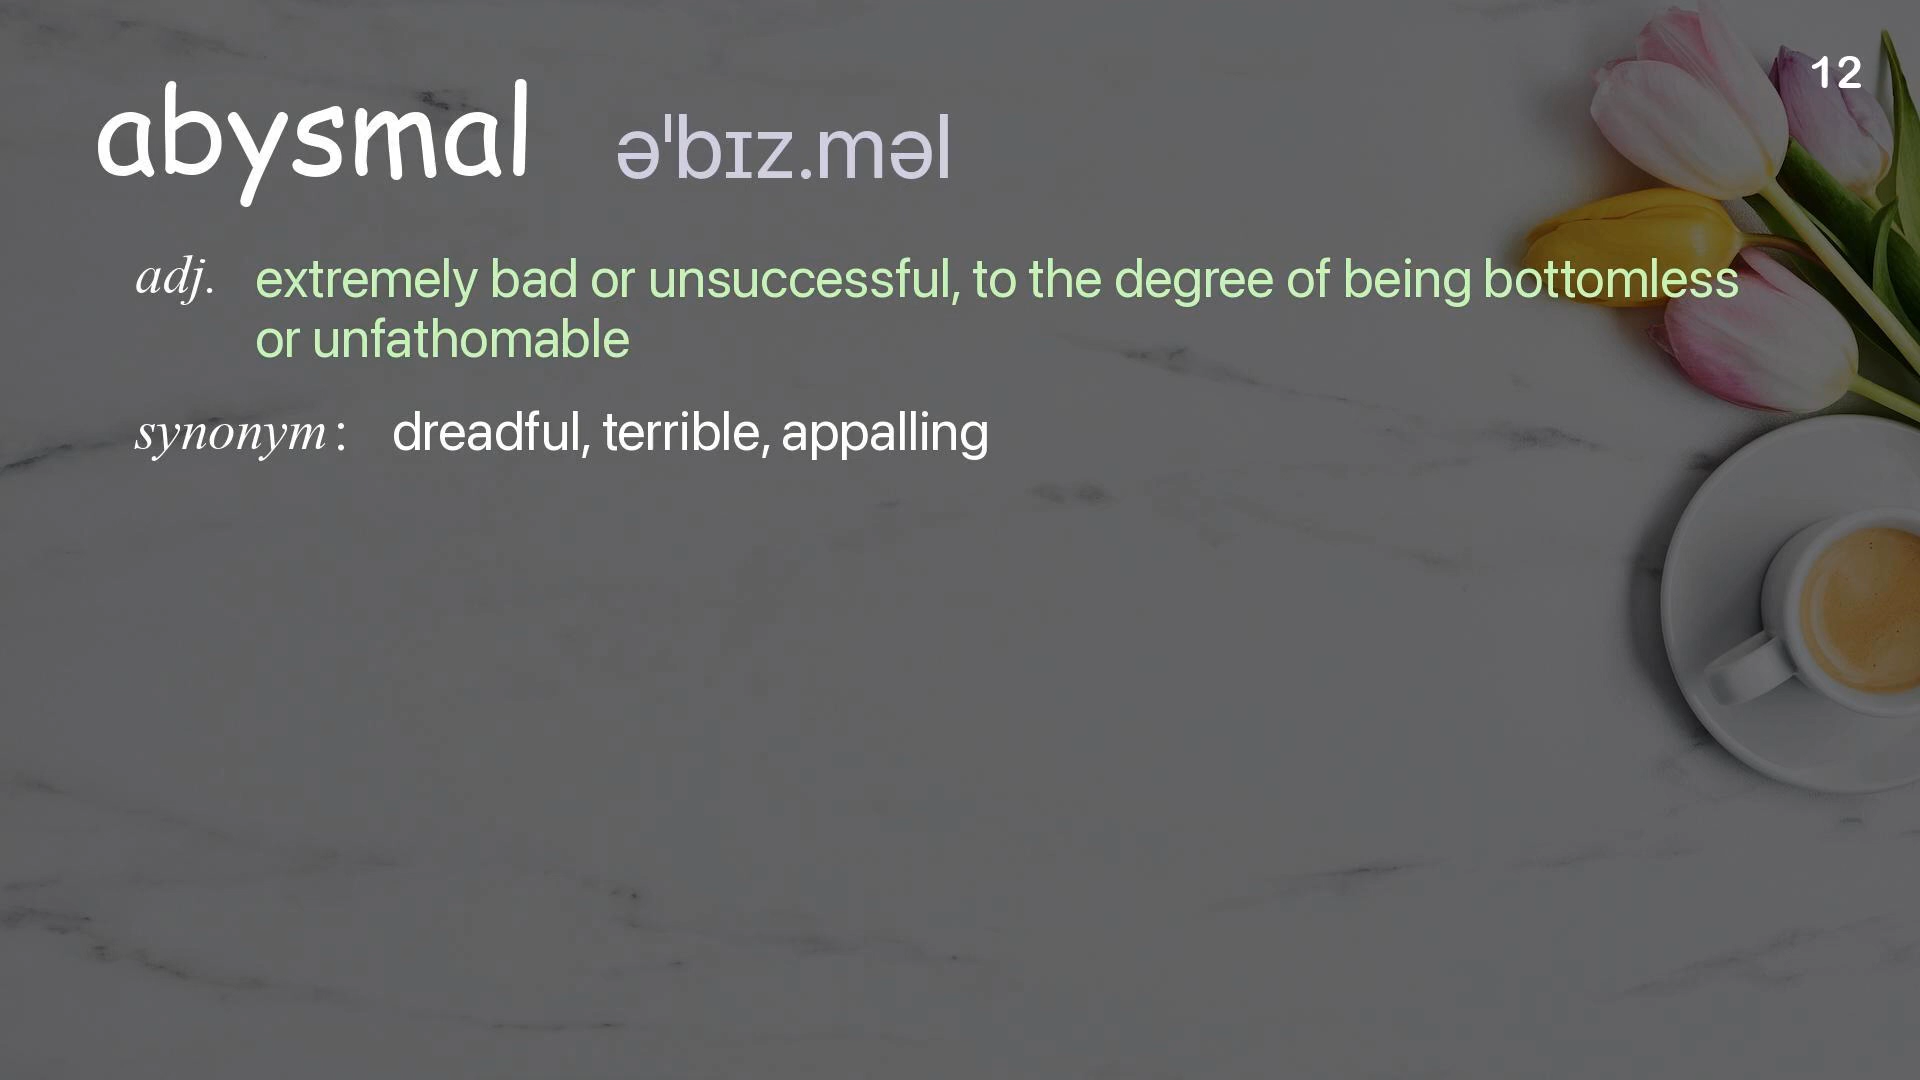 12
abysmal əˈbɪz.məl
adj. extremely bad or unsuccessful, to the degree of being bottomless
or unfathomable
synonym: dreadful, terrible, appalling